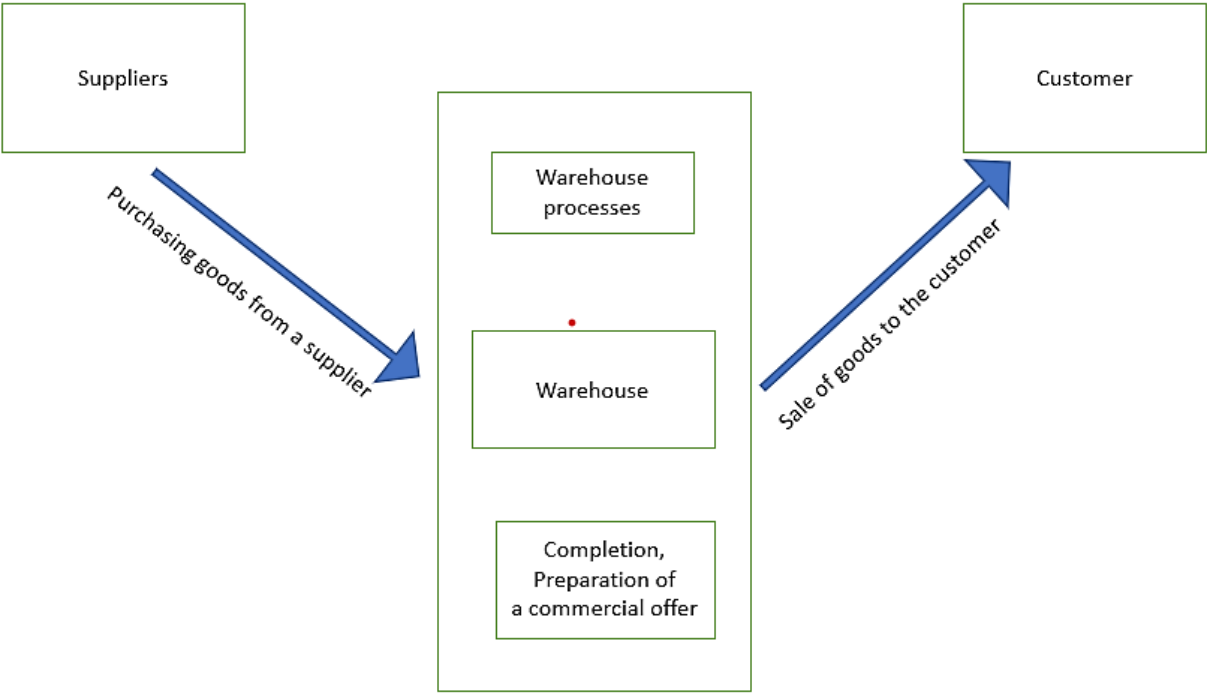 Suppliers
Customer
Purchasing goods from a supplier
Warehouse
processes
Warehouse
Completion,
Preparation of
a commercial offer
Sale of goods to the customer